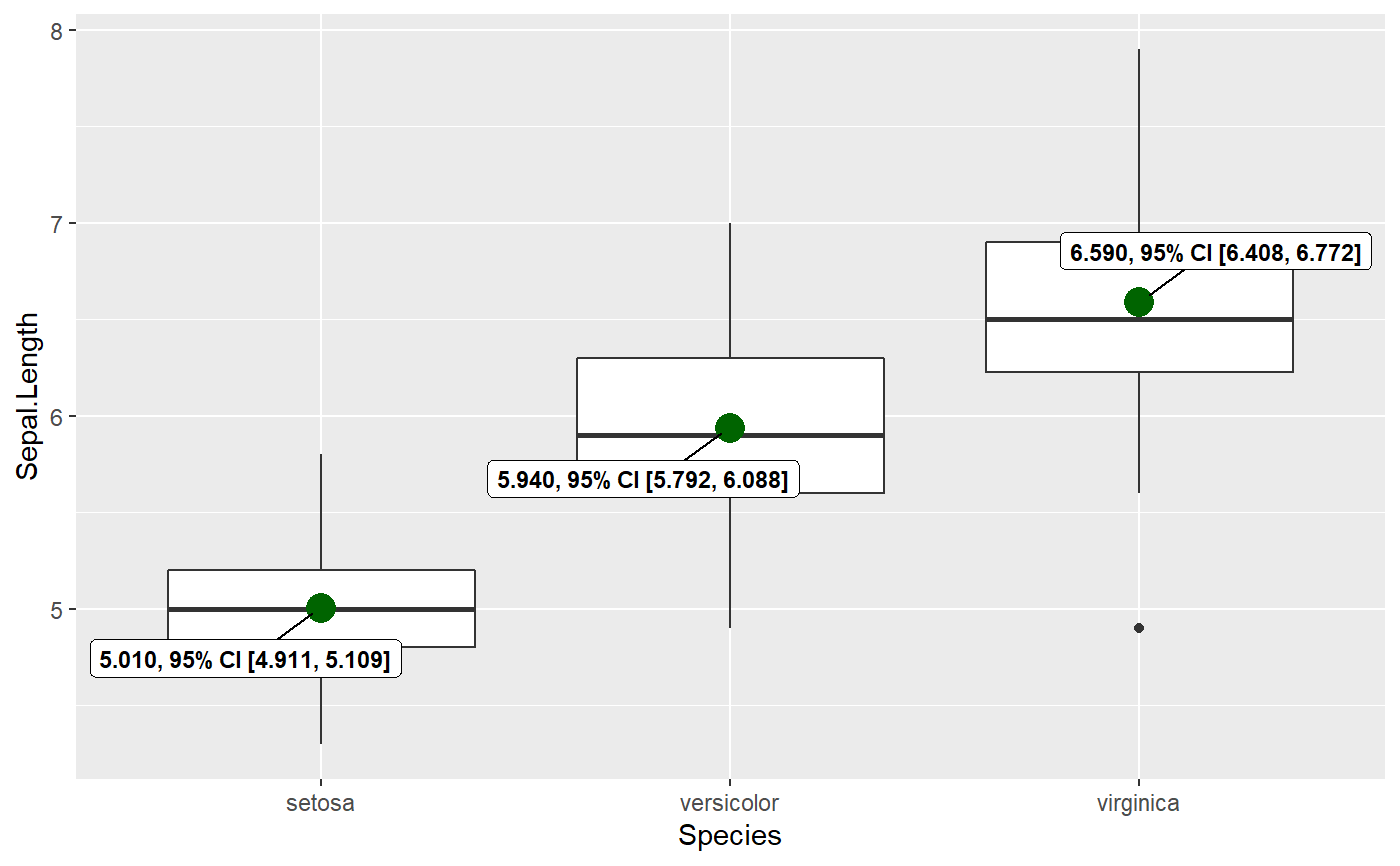 8
7
6
5
Sepal.Length
6.590, 95% CI [6.408, 6.772]
5.940, 95% CI [5.792, 6.088]
5.010, 95% CI [4.911, 5.109]
setosa
versicolor
virginica
Species